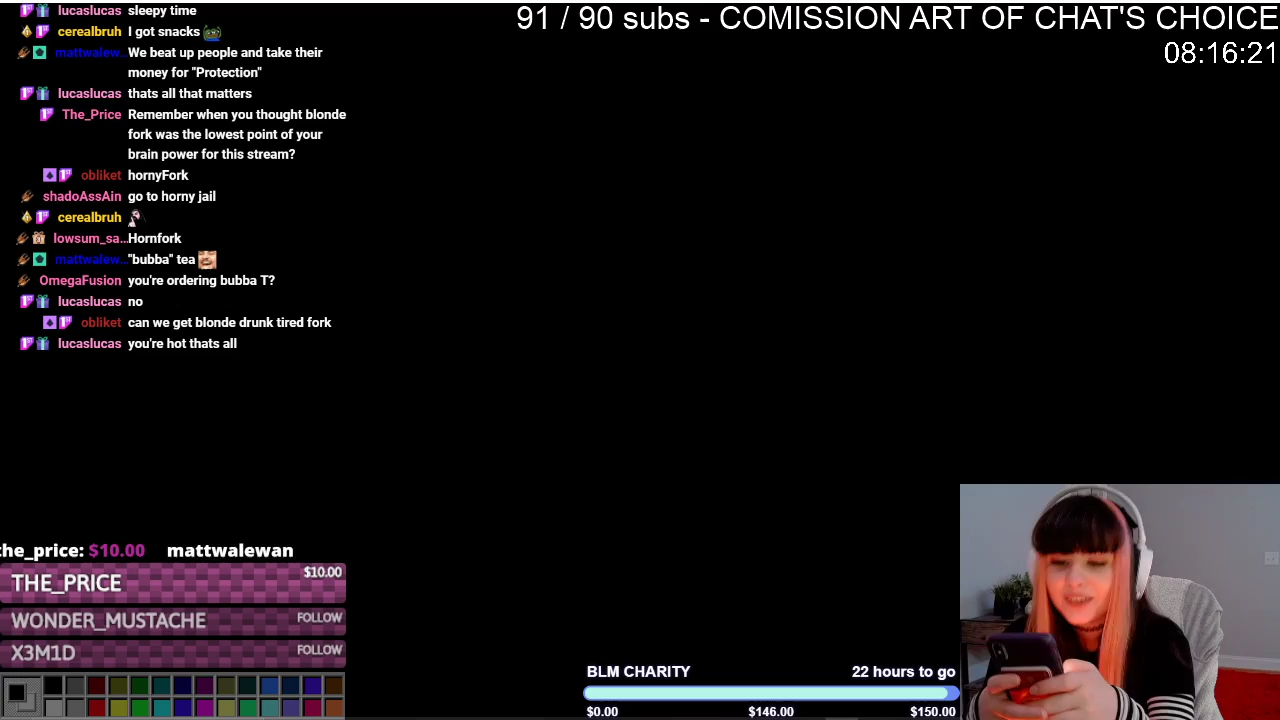 91 / 90 subs - COMISSION ART OF CHAT'S CHOICE
08:16:21
lucaslucas sleepy time
cerealbruh I got snacks
mattwalew... We beat up people and take their
money for "Protection"
lucaslucas thats all that matters
The_Price Remember when you thought blonde
fork was the lowest point of your
brain power for this stream?
obliket hornyFork
shadoAssAin go to horny jail
cerealbruh
lowsum_sa... Hornfork
mattwalew... "bubba" tea
OmegaFusion you're ordering bubba T?
lucaslucas no
obliket can we get blonde drunk tired fork
lucaslucas you're hot thats all
the_price: $10.00 mattwalewan
THE_PRICE $10.00
WONDER_MUSTACHE FOLLOW
X3M1D FOLLOW
BLM CHARITY 22 hours to go
$0.00 $146.00 $150.00